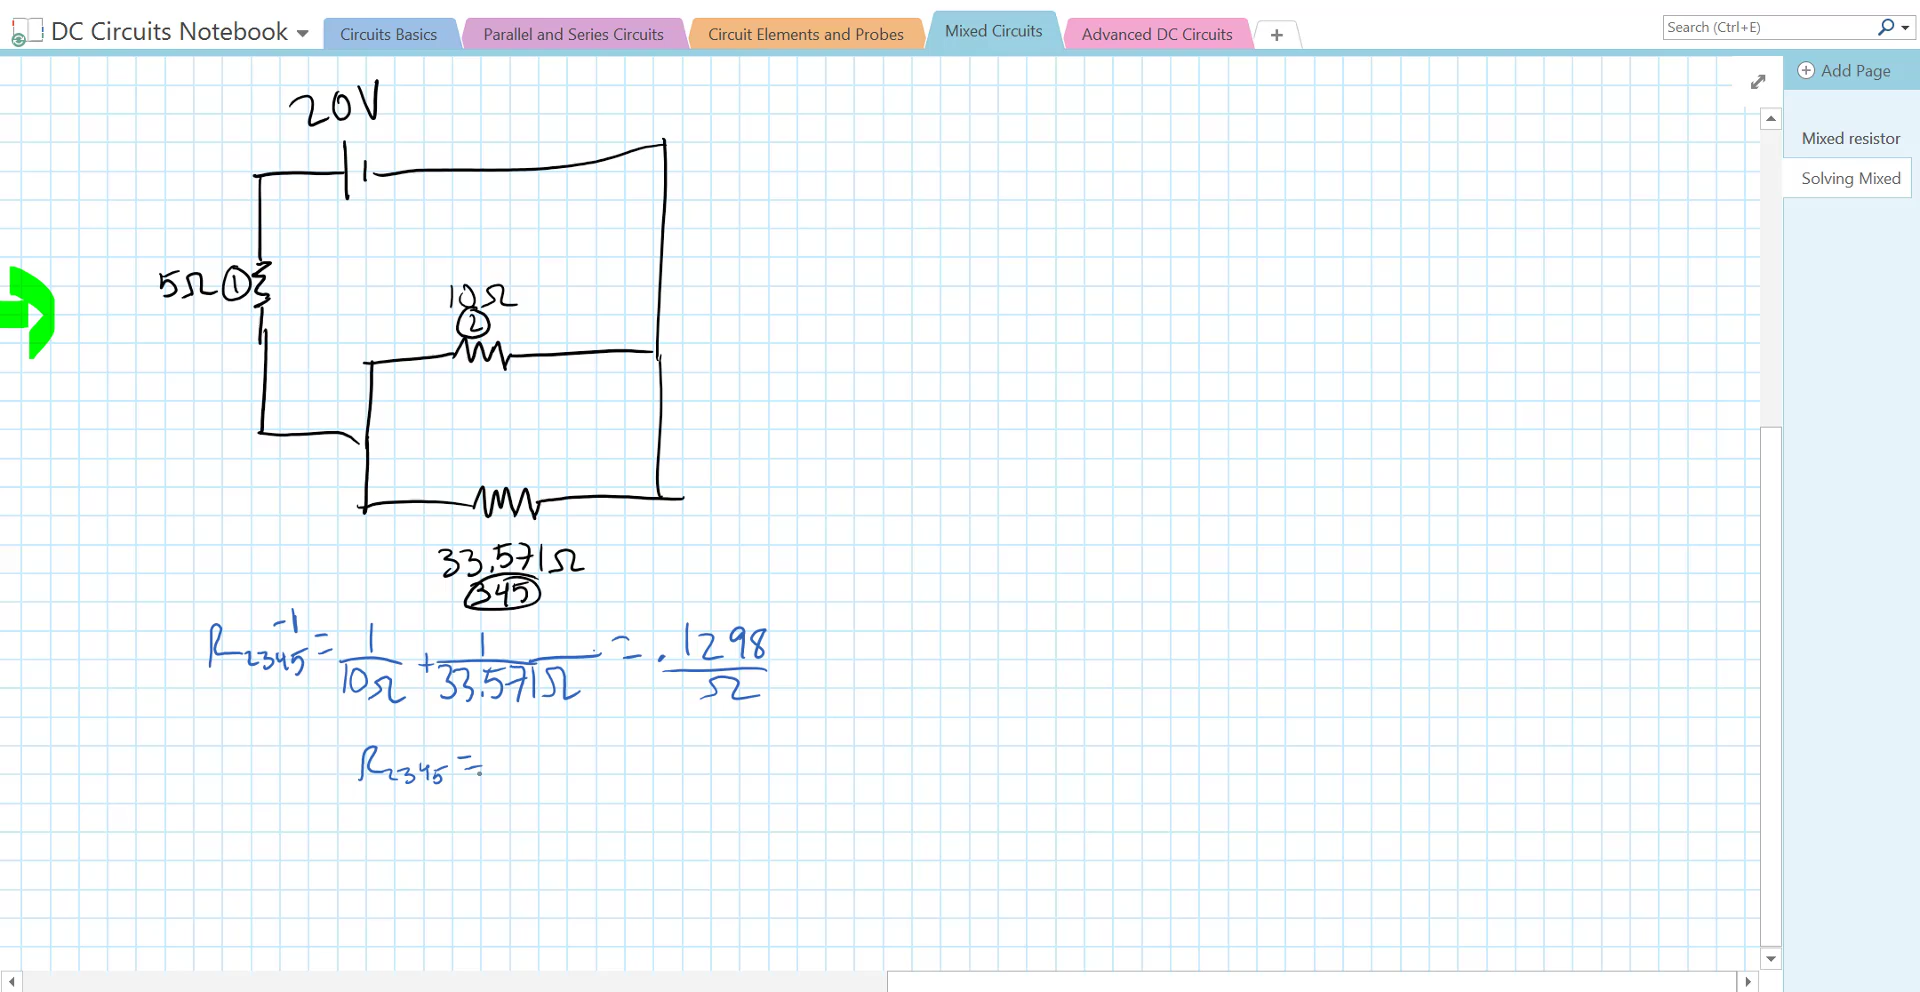 DC Circuits Notebook
Circuits Basics
Parallel and Series Circuits
Circuit Elements and Probes
Mixed Circuits
Advanced DC Circuits
+
Search (Ctrl+E)
Add Page
Mixed resistor
Solving Mixed
20V
5Ω ①
10Ω
②
33.571Ω
345
R₂₃₄₅⁻¹ = 1/10Ω + 1/33.571Ω = .1298/Ω
R₂₃₄₅ =